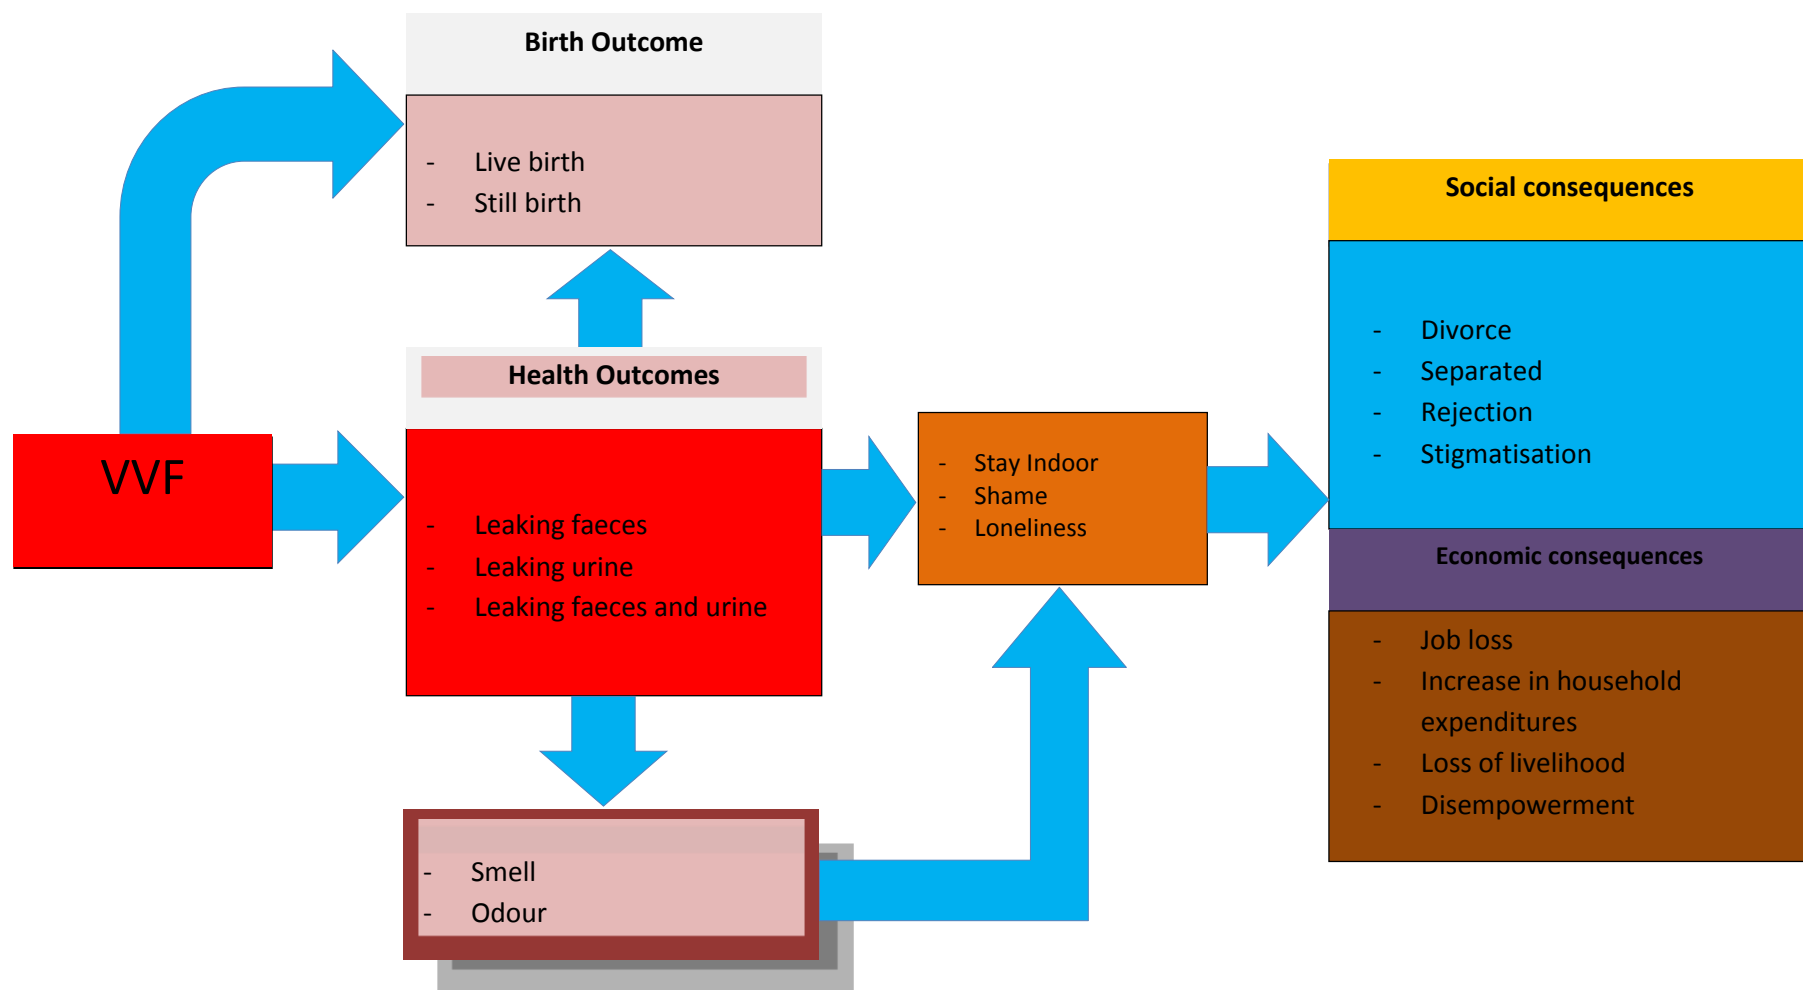 Birth Outcome
- Live birth
- Still birth
Health Outcomes
VVF
- Leaking faeces
- Leaking urine
- Leaking faeces and urine
- Smell
- Odour
- Stay Indoor
- Shame
- Loneliness
Social consequences
- Divorce
- Separated
- Rejection
- Stigmatisation
Economic consequences
- Job loss
- Increase in household
expenditures
- Loss of livelihood
- Disempowerment